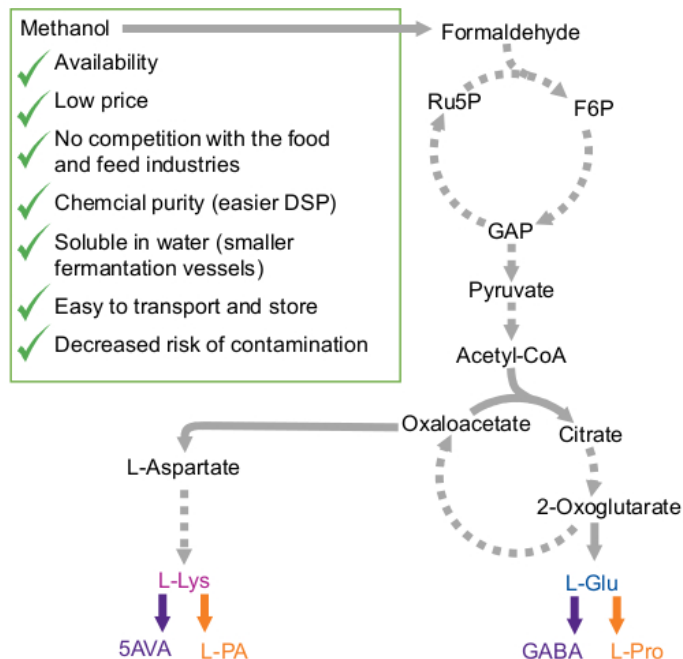 Methanol
Availability
Low price
No competition with the food
and feed industries
Chemcial purity (easier DSP)
Soluble in water (smaller
fermantation vessels)
Easy to transport and store
Decreased risk of contamination
Formaldehyde
Ru5P
F6P
GAP
Pyruvate
Acetyl-CoA
Oxaloacetate
Citrate
L-Aspartate
2-Oxoglutarate
L-Lys
L-Glu
5AVA
L-PA
GABA
L-Pro